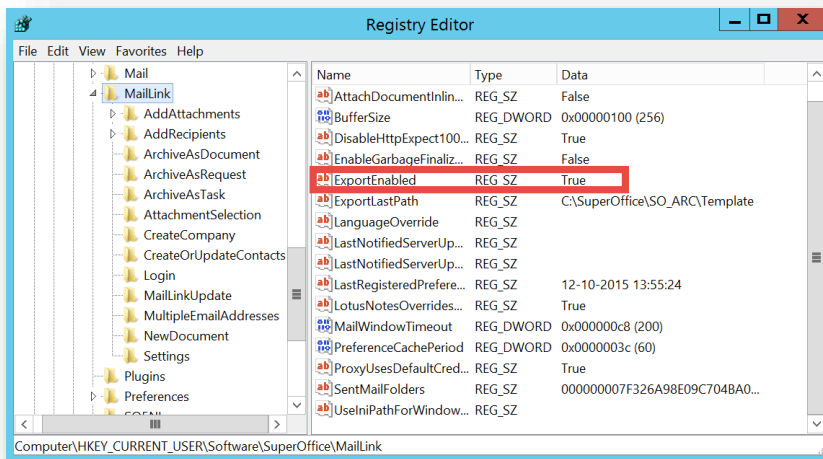 Registry Editor
File Edit View Favorites Help
Mail
MailLink
AddAttachments
AddRecipients
ArchiveAsDocument
ArchiveAsRequest
ArchiveAsTask
AttachmentSelection
CreateCompany
CreateOrUpdateContacts
Login
MailLinkUpdate
MultipleEmailAddresses
NewDocument
Settings
Plugins
Preferences
Name Type Data
AttachDocumentInlin... REG_SZ False
BufferSize REG_DWORD 0x00000100 (256)
DisableHttpExpect100... REG_SZ True
EnableGarbageFinaliz... REG_SZ False
ExportEnabled REG_SZ True
ExportLastPath REG_SZ C:\SuperOffice\SO_ARC\Template
LanguageOverride REG_SZ
LastNotifiedServerUp... REG_SZ
LastNotifiedServerUp... REG_SZ
LastRegisteredPrefere... REG_SZ 12-10-2015 13:55:24
LotusNotesOverrides... REG_SZ True
MailWindowTimeout REG_DWORD 0x000000c8 (200)
PreferenceCachePeriod REG_DWORD 0x0000003c (60)
ProxyUsesDefaultCred... REG_SZ True
SentMailFolders REG_SZ 000000007F326A98E09C704BA0...
UseIniPathForWindow... REG_SZ
Computer\HKEY_CURRENT_USER\Software\SuperOffice\MailLink